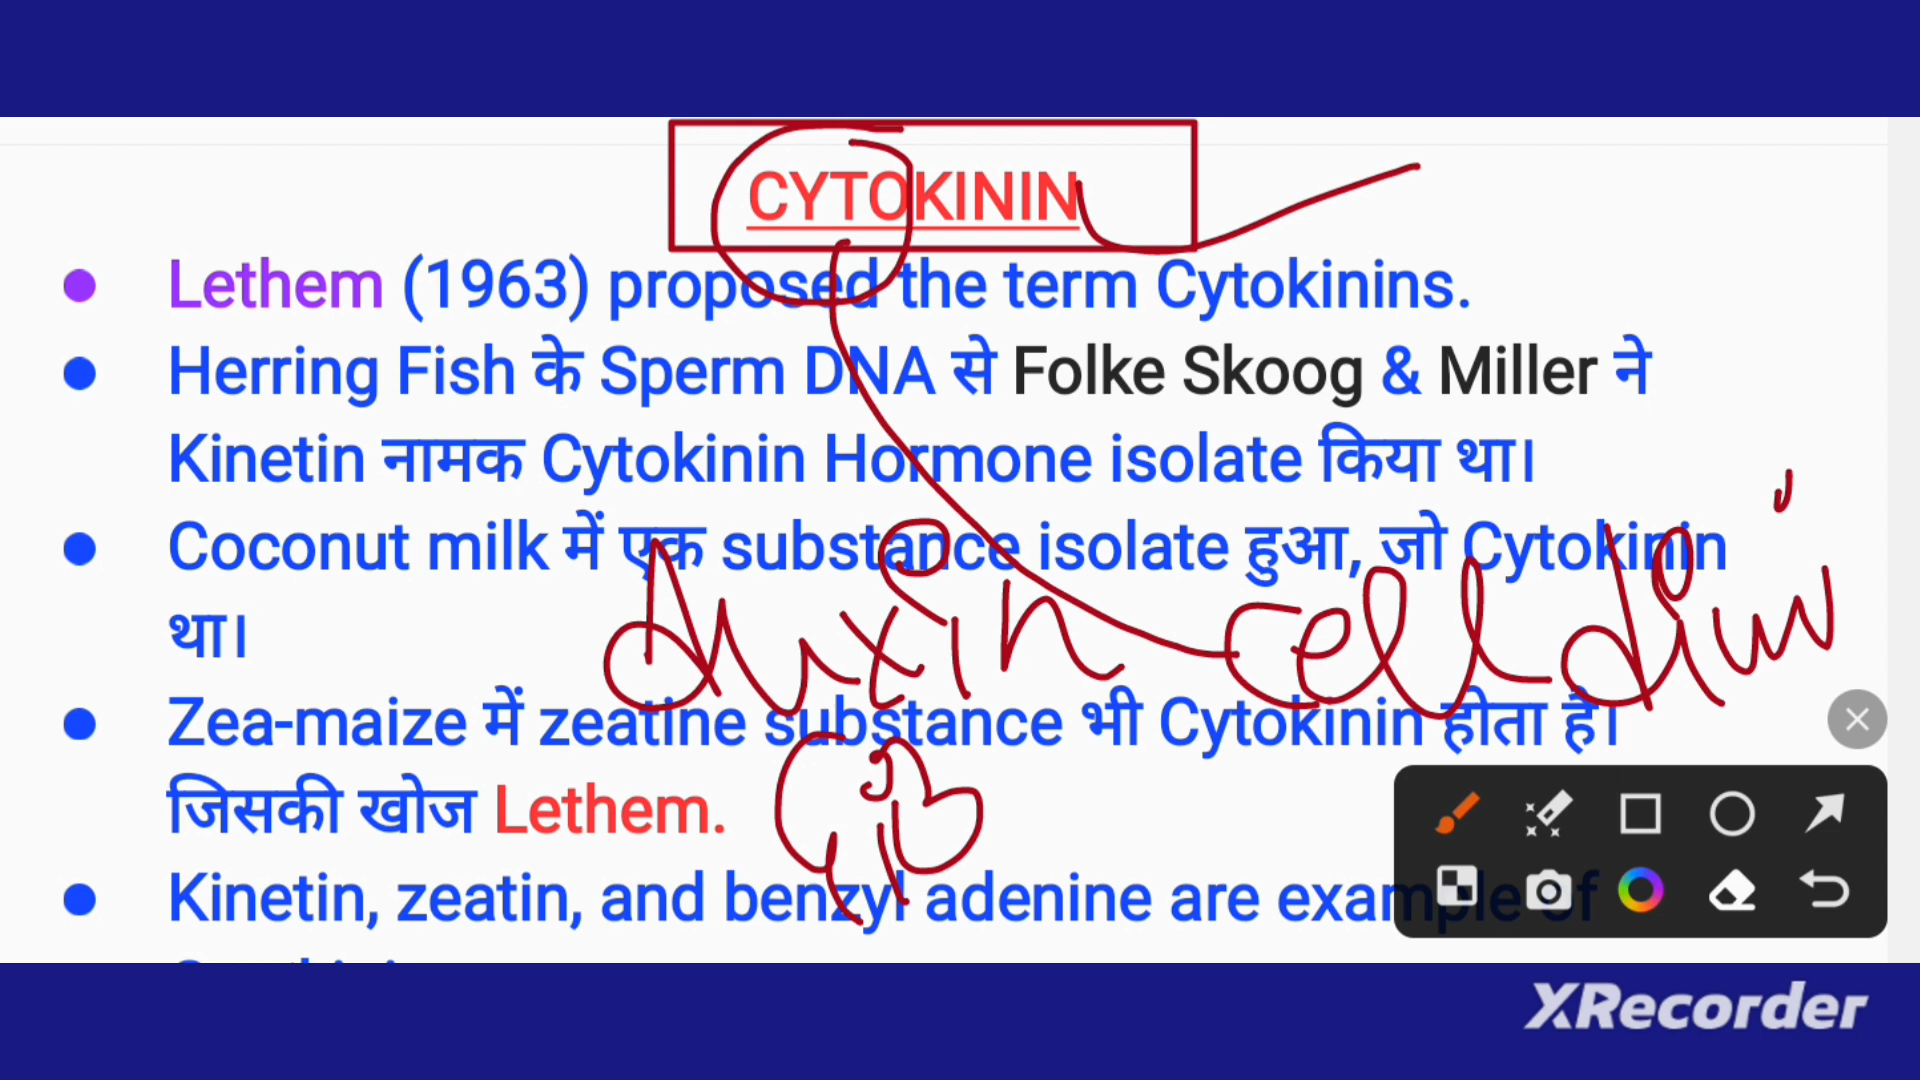 CYTOKININ
Lethem (1963) proposed the term Cytokinins.
Herring Fish के Sperm DNA से Folke Skoog & Miller ने
Kinetin नामक Cytokinin Hormone isolate किया था।
Coconut milk में एक substance isolate हुआ, जो Cytokinin
था।
Auxin cell
Zea-maize में zeatine substance भी Cytokinin होता है।
जिसकी खोज Lethem.
Kinetin, zeatin, and benzyl adenine are example of
XRecorder